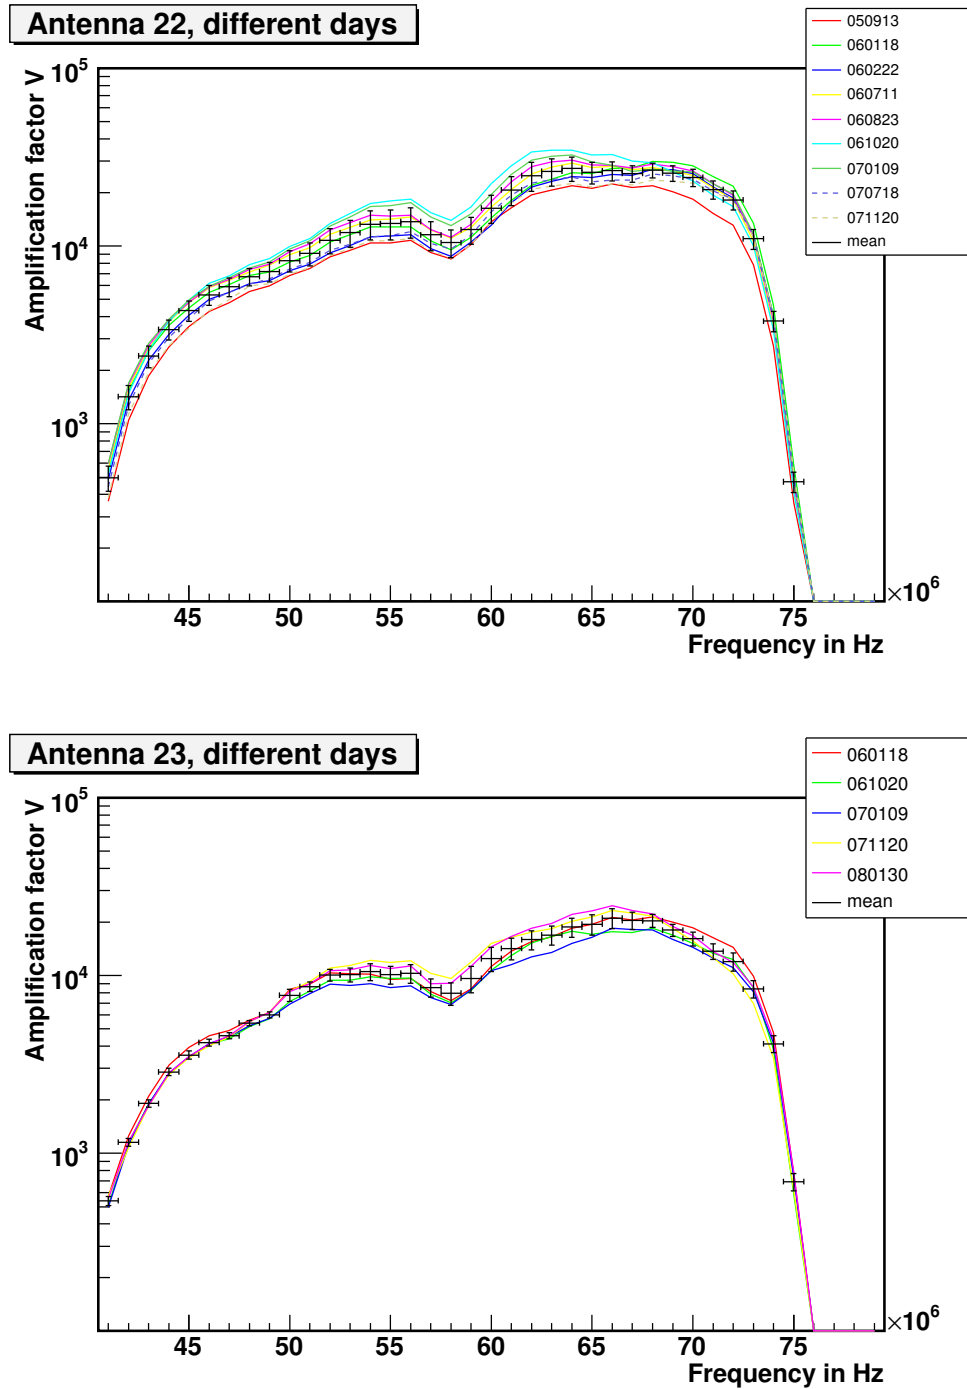 Antenna 22, different days
Amplification factor V
10^5
10^4
10^3
45 50 55 60 65 70 75
×10^6
Frequency in Hz
050913
060118
060222
060711
060823
061020
070109
070718
071120
mean
Antenna 23, different days
Amplification factor V
10^5
10^4
10^3
45 50 55 60 65 70 75
×10^6
Frequency in Hz
060118
061020
070109
071120
080130
mean